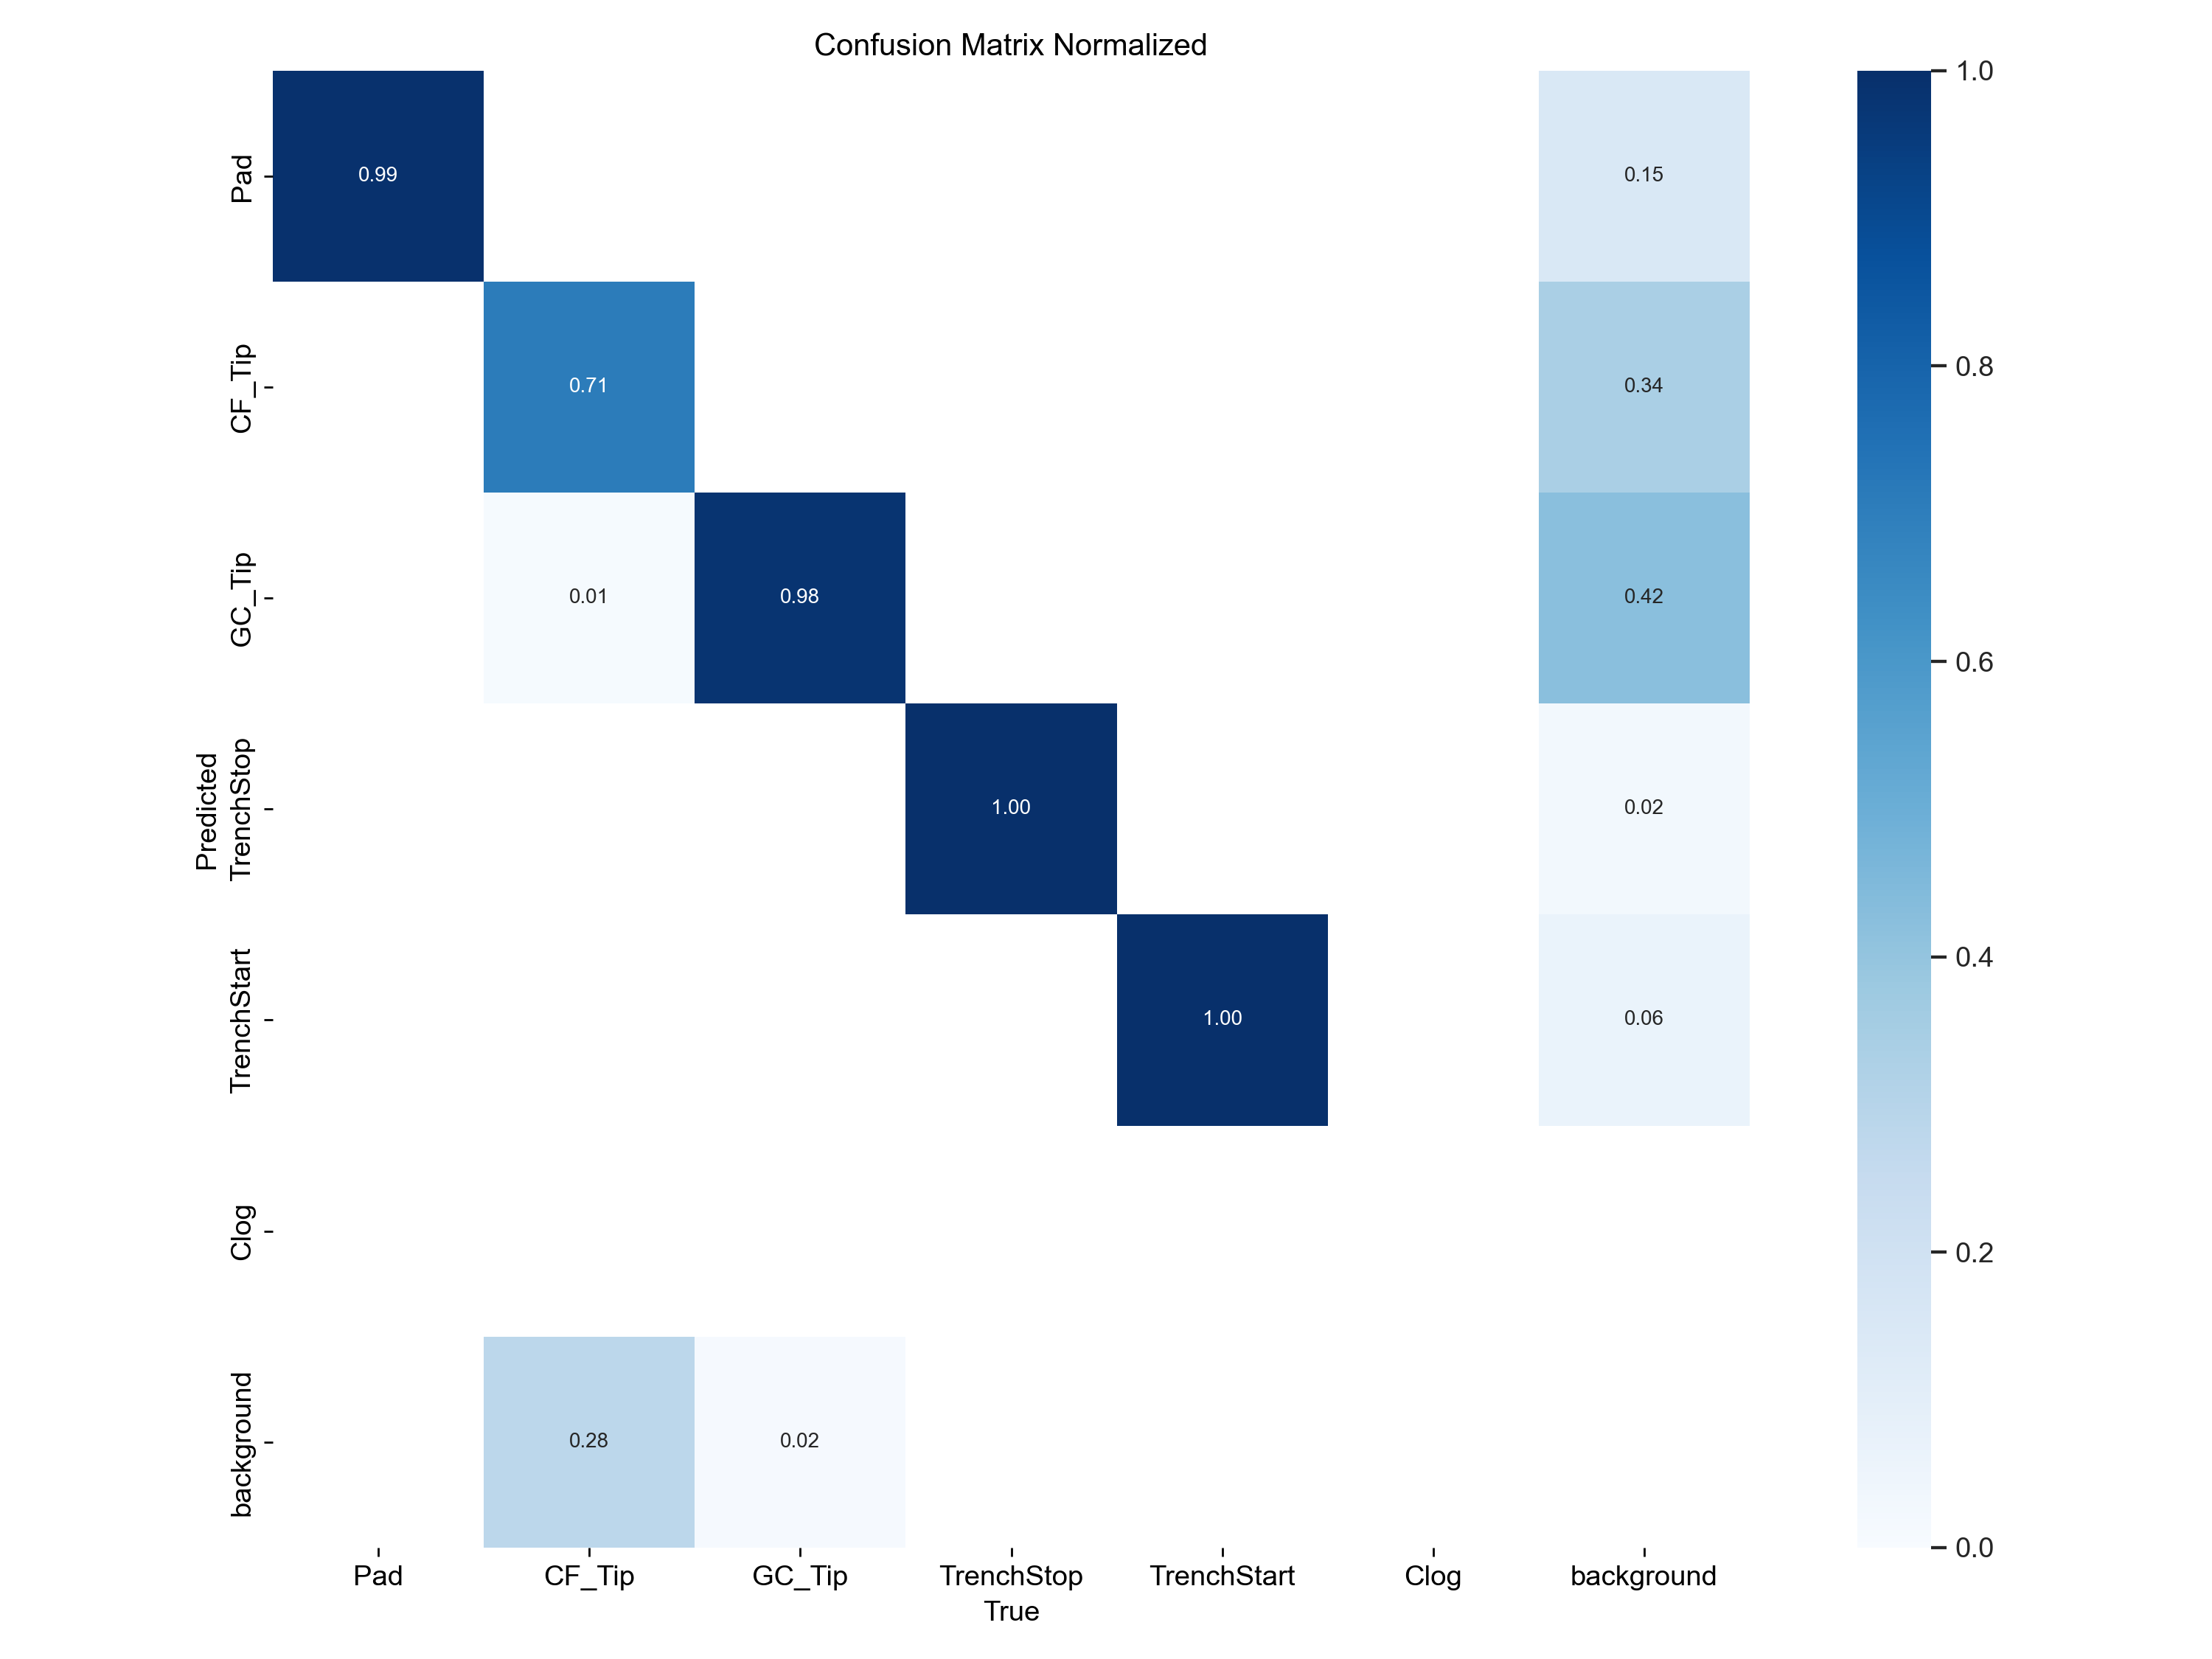 Confusion Matrix Normalized
Pad
CF_Tip
GC_Tip
TrenchStop
TrenchStart
Clog
background
Predicted
0.99
0.15
0.71
0.34
0.01
0.98
0.42
1.00
0.02
1.00
0.06
0.28
0.02
Pad
CF_Tip
GC_Tip
TrenchStop
TrenchStart
Clog
background
True
1.0
0.8
0.6
0.4
0.2
0.0